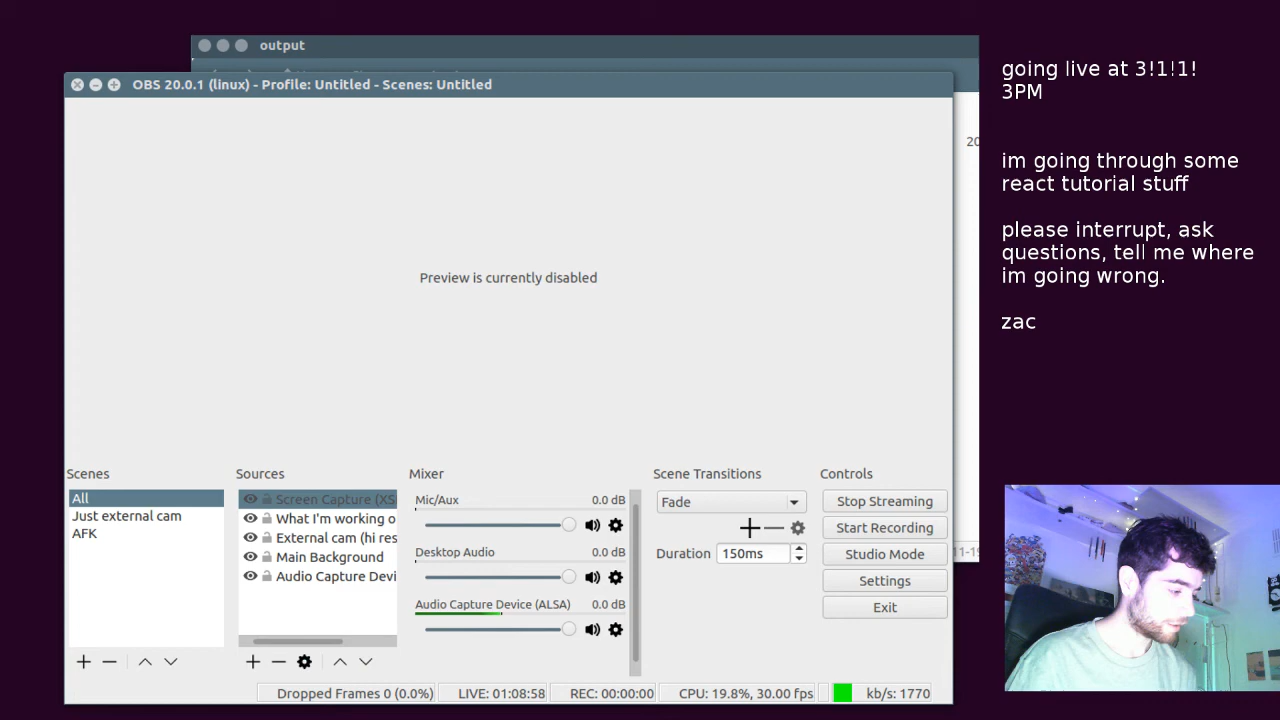 output
OBS 20.0.1 (linux) - Profile: Untitled - Scenes: Untitled
going live at 3!1!1!
3PM
20
im going through some
react tutorial stuff
please interrupt, ask
questions, tell me where
im going wrong.
zac
Preview is currently disabled
Scenes
All
Just external cam
AFK
Sources
Screen Capture (XS
What I'm working o
External cam (hi res
Main Background
Audio Capture Devi
Mixer
Mic/Aux 0.0 dB
Desktop Audio 0.0 dB
Audio Capture Device (ALSA) 0.0 dB
Scene Transitions
Fade
Duration 150ms
Controls
Stop Streaming
Start Recording
Studio Mode
Settings
Exit
11-19
Dropped Frames 0 (0.0%) LIVE: 01:08:58 REC: 00:00:00 CPU: 19.8%, 30.00 fps kb/s: 1770